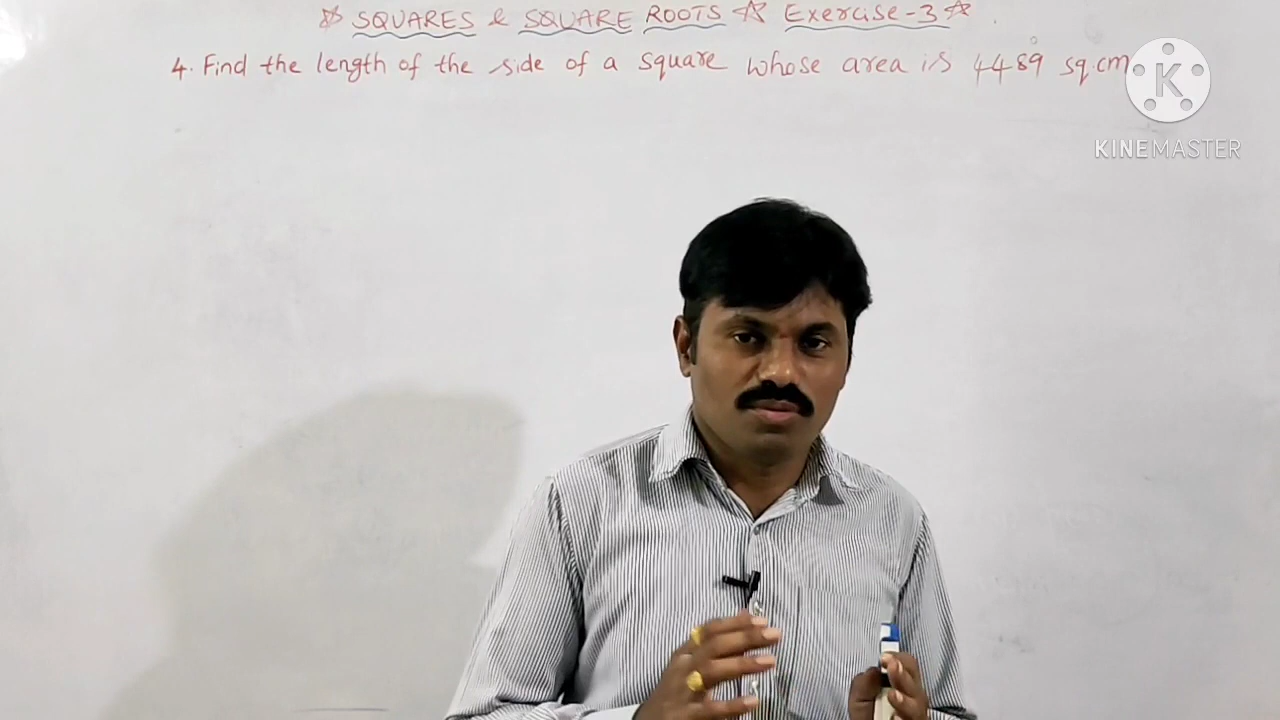 ☆ SQUARES & SQUARE ROOTS ☆ Exercise-3 ☆
4. Find the length of the side of a square whose area is 4489 sq.cm
K
KINEMASTER